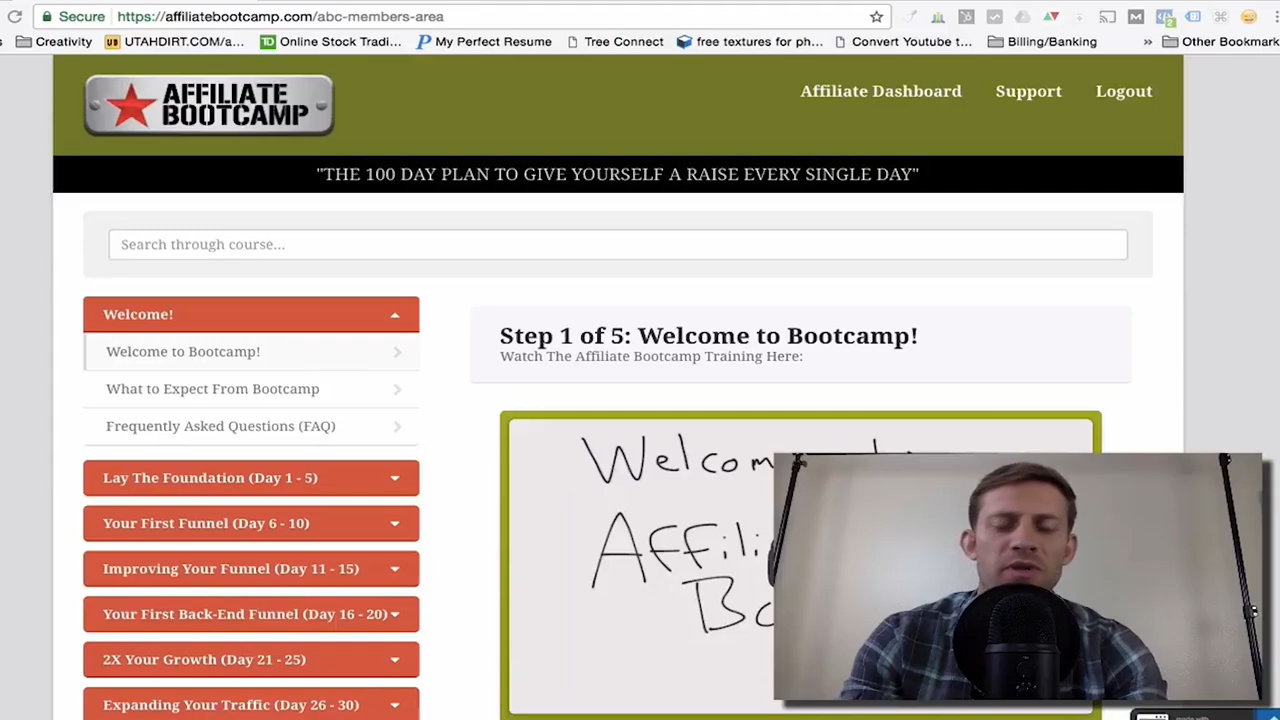 Secure https://affiliatebootcamp.com/abc-members-area
Creativity UTAHDIRT.COM/a... Online Stock Tradi... My Perfect Resume Tree Connect free textures for ph... Convert Youtube t... Billing/Banking » Other Bookmark
AFFILIATE
BOOTCAMP
Affiliate Dashboard Support Logout
"THE 100 DAY PLAN TO GIVE YOURSELF A RAISE EVERY SINGLE DAY"
Search through course...
Welcome!
Welcome to Bootcamp!
What to Expect From Bootcamp
Frequently Asked Questions (FAQ)
Lay The Foundation (Day 1 - 5)
Your First Funnel (Day 6 - 10)
Improving Your Funnel (Day 11 - 15)
Your First Back-End Funnel (Day 16 - 20)
2X Your Growth (Day 21 - 25)
Expanding Your Traffic (Day 26 - 30)
Step 1 of 5: Welcome to Bootcamp!
Watch The Affiliate Bootcamp Training Here:
Welcom
Affili
Bo